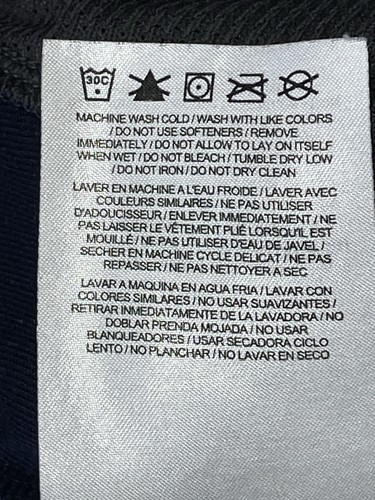 30C
MACHINE WASH COLD / WASH WITH LIKE COLORS
/ DO NOT USE SOFTENERS / REMOVE
IMMEDIATELY / DO NOT ALLOW TO LAY ON ITSELF
WHEN WET / DO NOT BLEACH / TUMBLE DRY LOW
/ DO NOT IRON / DO NOT DRY CLEAN
LAVER EN MACHINE A L'EAU FROIDE / LAVER AVEC
COULEURS SIMILAIRES / NE PAS UTILISER
D'ADOUCISSEUR / ENLEVER IMMEDIATEMENT / NE
PAS LAISSER LE VÊTEMENT PLIÉ LORSQU'IL EST
MOUILLÉ / NE PAS UTILISER D'EAU DE JAVEL /
SECHER EN MACHINE CYCLE DELICAT / NE PAS
REPASSER / NE PAS NETTOYER A SEC
LAVAR A MAQUINA EN AGUA FRIA / LAVAR CON
COLORES SIMILARES / NO USAR SUAVIZANTES /
RETIRAR INMEDIATAMENTE DE LA LAVADORA / NO
DOBLAR PRENDA MOJADA / NO USAR
BLANQUEADORES / USAR SECADORA CICLO
LENTO / NO PLANCHAR / NO LAVAR EN SECO